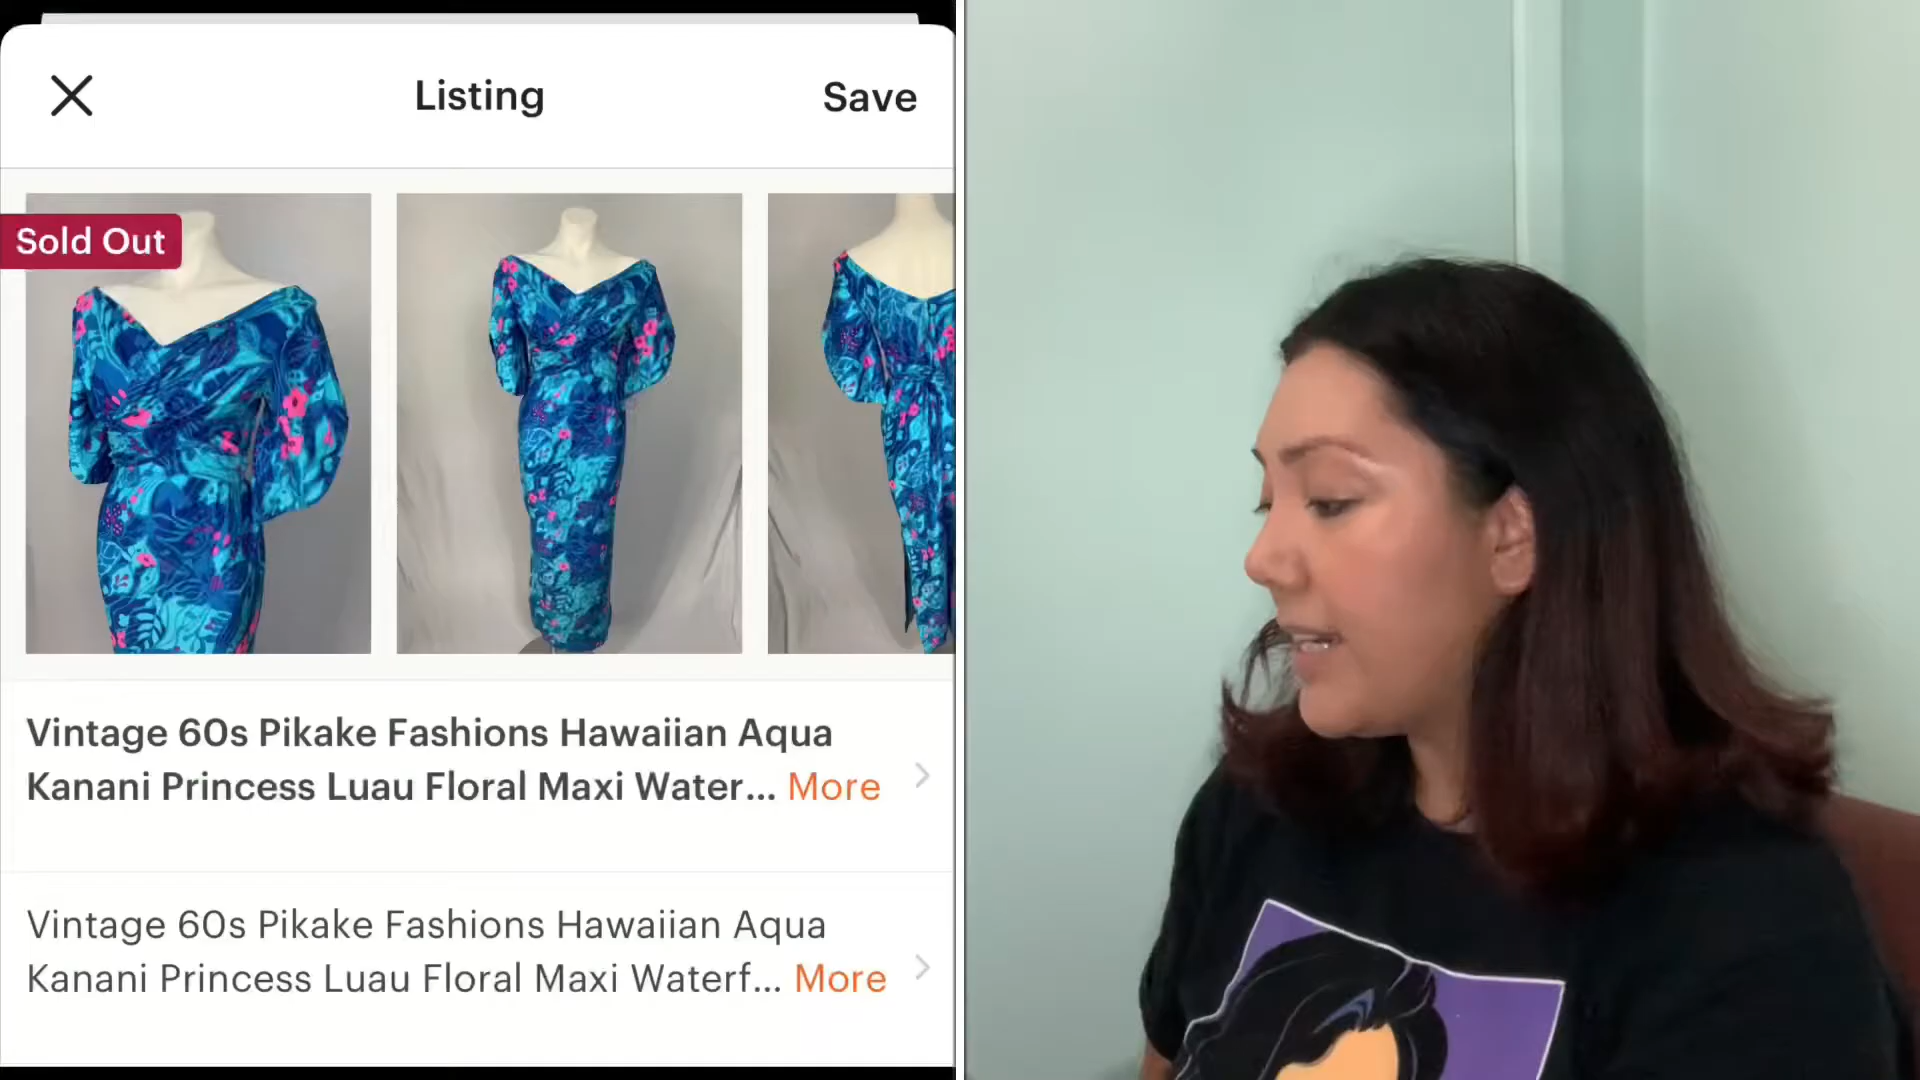 Listing
Save
Sold Out
Vintage 60s Pikake Fashions Hawaiian Aqua
Kanani Princess Luau Floral Maxi Water... More
Vintage 60s Pikake Fashions Hawaiian Aqua
Kanani Princess Luau Floral Maxi Waterf... More